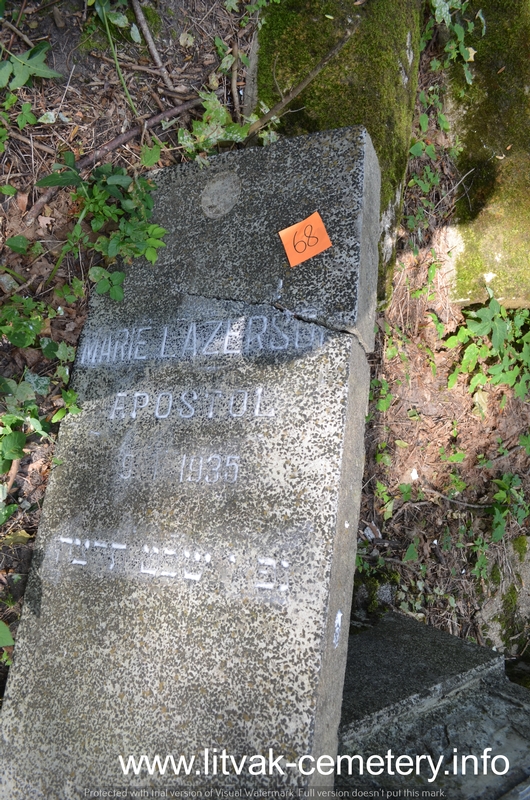 68
MARIE LAZERSO
APOSTOL
1935
www.litvak-cemetery.info
Protected with trial version of Visual Watermark. Full version doesn't put this mark.